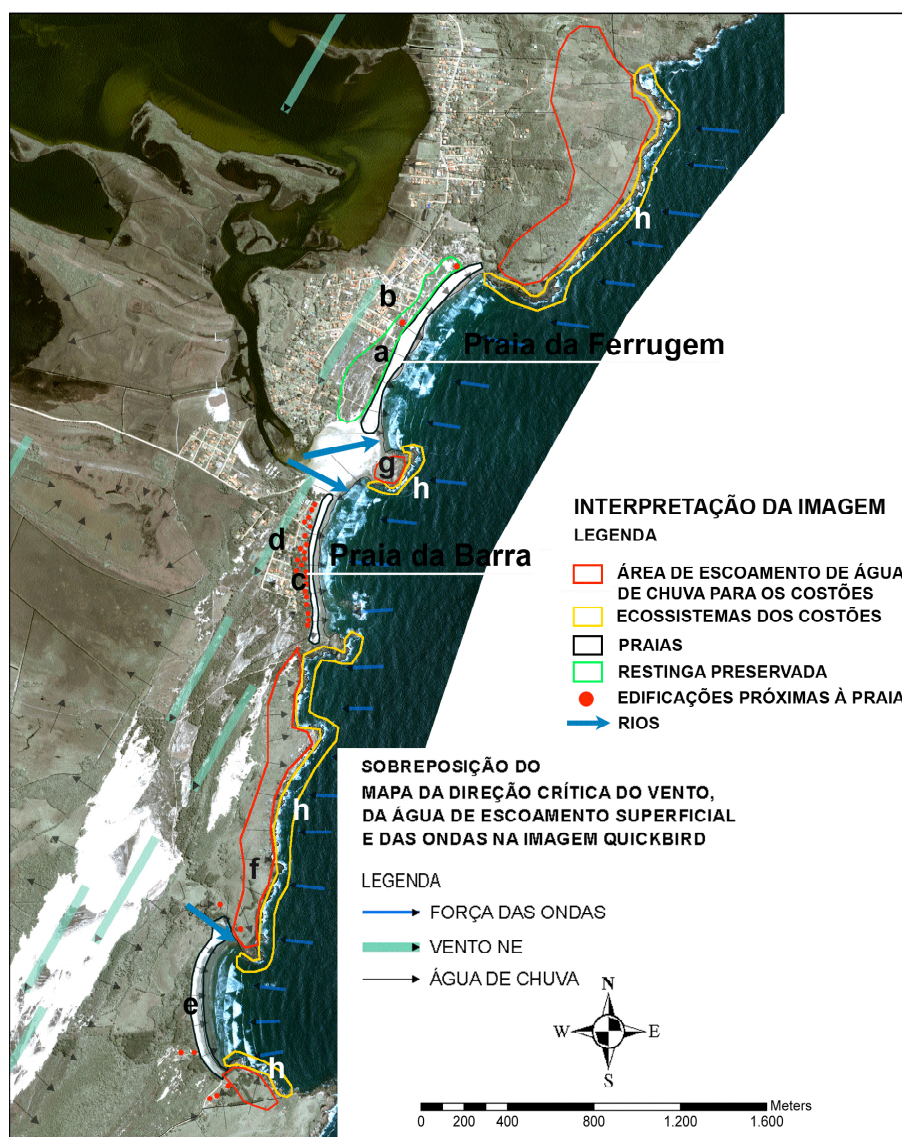 h
b
a
Praia da Ferrugem
g
h
d
c
Praia da Barra
INTERPRETAÇÃO DA IMAGEM
LEGENDA
ÁREA DE ESCOAMENTO DE ÁGUA
DE CHUVA PARA OS COSTÕES
ECOSSISTEMAS DOS COSTÕES
PRAIAS
RESTINGA PRESERVADA
EDIFICAÇÕES PRÓXIMAS À PRAIA
RIOS
SOBREPOSIÇÃO DO
MAPA DA DIREÇÃO CRÍTICA DO VENTO,
DA ÁGUA DE ESCOAMENTO SUPERFICIAL
E DAS ONDAS NA IMAGEM QUICKBIRD
h
f
LEGENDA
FORÇA DAS ONDAS
VENTO NE
ÁGUA DE CHUVA
e
h
N
W E
S
Meters
0 200 400 800 1.200 1.600